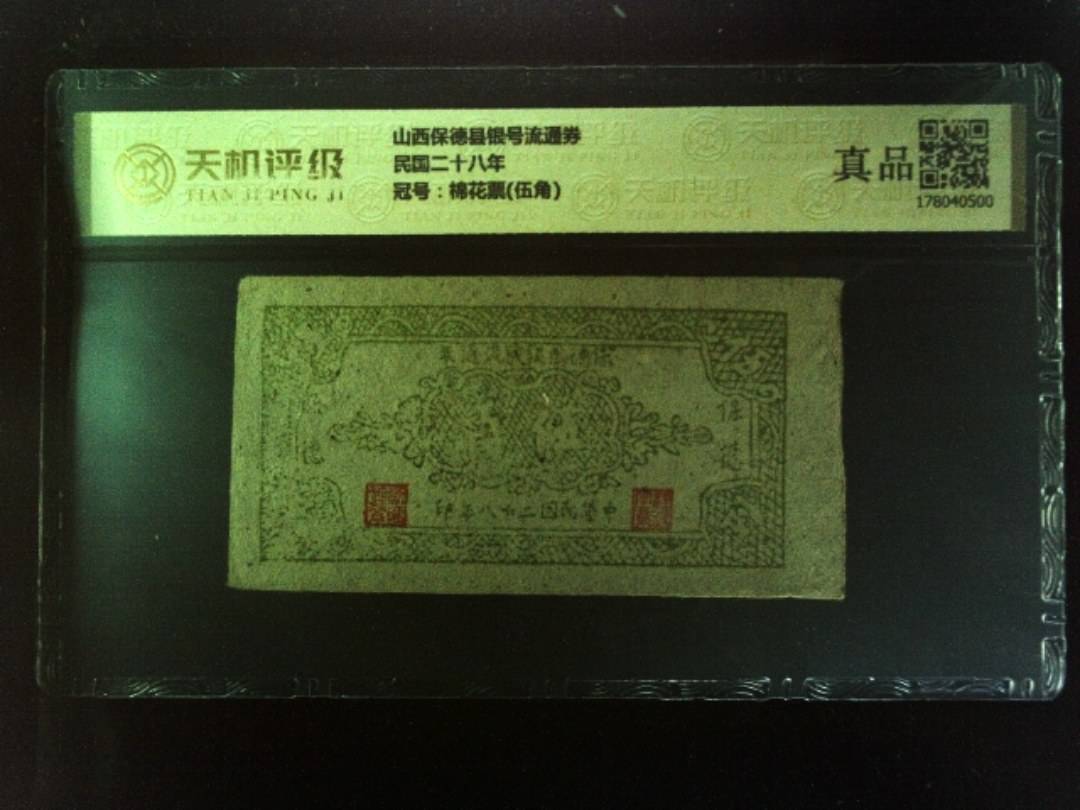 天机评级
TIAN JI PING JI
山西保德县银号流通券
民国二十八年
冠号：棉花票(伍角)
真品
178040500
中華民国二十八年印